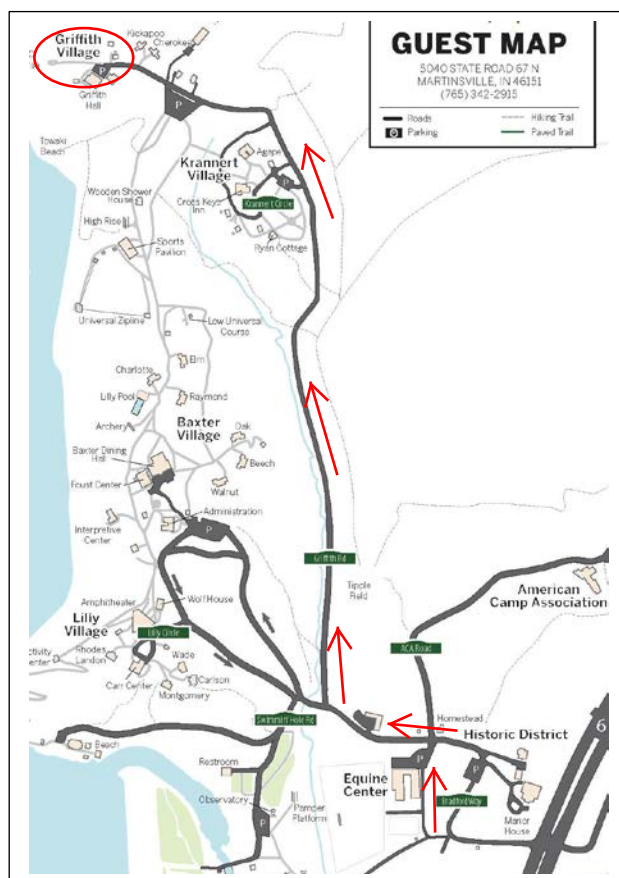 GUEST MAP
5040 STATE ROAD 67 N
MARTINSVILLE, IN 46151
(765) 342-2915
Roads
Hiking Trail
P
Parking
Paved Trail
Griffith
Village
Kickapoo
Cherokee
P
Griffith
Hall
P
Towaki
Beach
Krannert
Village
Agape
P
Wooden Shower
House
Cross Keys
Inn
Krannert Circle
High Rise
Ryan Cottage
Sports
Pavilion
Universal Zipline
Low Universal
Course
Elm
Charlotte
Lilly Pool
Raymond
Archery
Baxter
Village
Oak
Baxter Dining
Hall
Beech
Foust Center
Walnut
Administration
P
Interpretive
Center
Griffith Rd
Tipple
Field
American
Camp Association
Amphitheater
Wolf House
Lilly
Village
Lilly Circle
ACA Road
Rhodes
Landon
Wade
ctivity
Center
Carr Center
Carlson
Montgomery
Swimmin' Hole Rd
Homestead
Historic District
6
Beech
Restroom
P
P
Equine
Center
Observatory
Bradford Way
P
Pamper
Platform
Manor
House